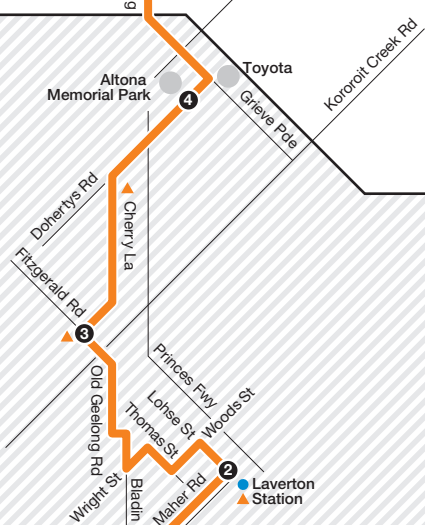 g
Kororoit Creek Rd
Toyota
Altona
Memorial Park
4
Grieve Pde
Dohertys Rd
Cherry La
Fitzgerald Rd
3
Princes Fwy
Old Geelong Rd
Lohse St
Woods St
Thomas St
2
Wright St
Bladin
Maher Rd
Laverton
Station